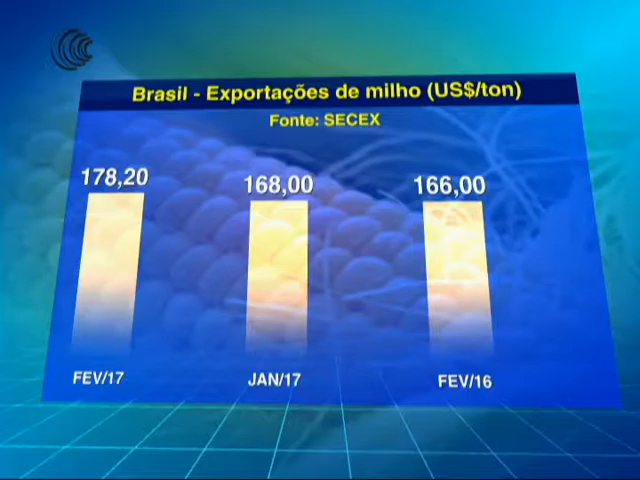 Brasil - Exportações de milho (US$/ton)
Fonte: SECEX
178,20 168,00 166,00
FEV/17 JAN/17 FEV/16